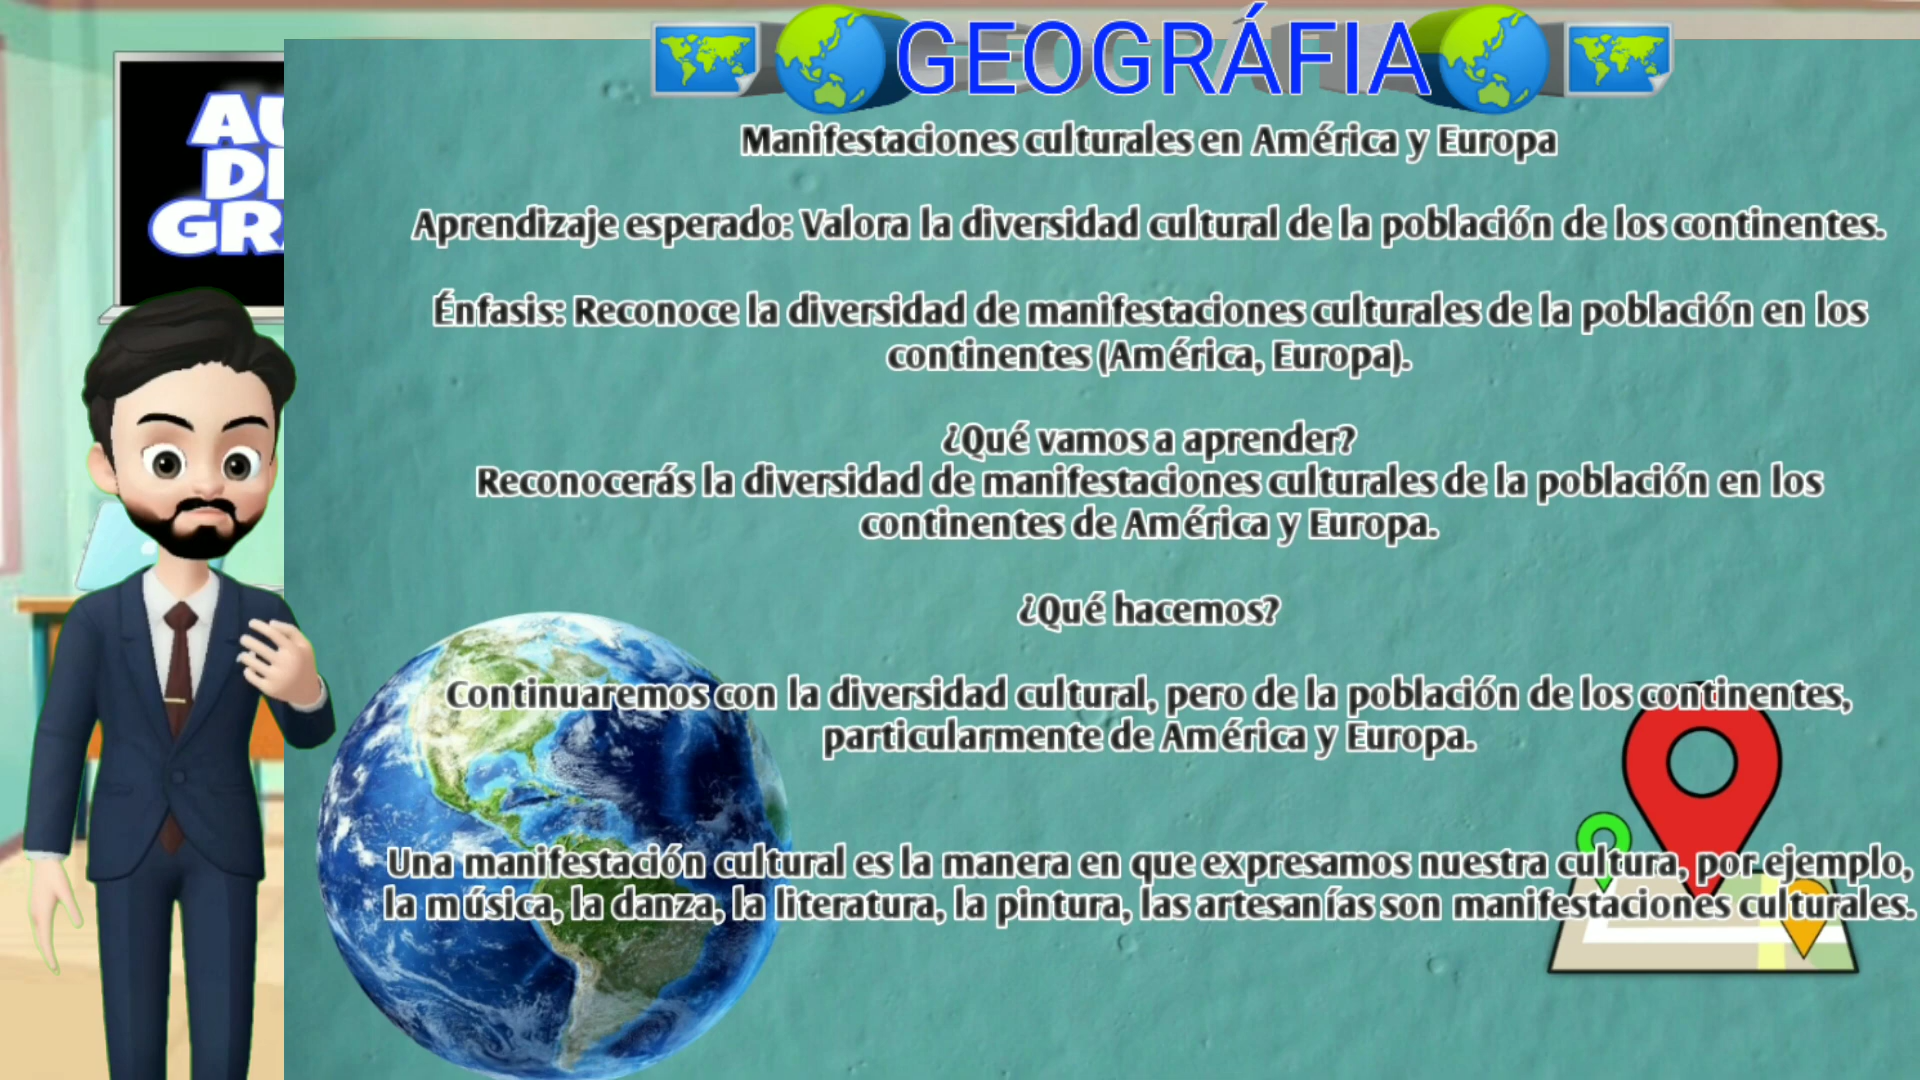 GEOGRÁFIA
Manifestaciones culturales en América y Europa
Aprendizaje esperado: Valora la diversidad cultural de la población de los continentes.
Énfasis: Reconoce la diversidad de manifestaciones culturales de la población en los
continentes (América, Europa).
¿Qué vamos a aprender?
Reconocerás la diversidad de manifestaciones culturales de la población en los
continentes de América y Europa.
¿Qué hacemos?
Continuaremos con la diversidad cultural, pero de la población de los continentes,
particularmente de América y Europa.
Una manifestación cultural es la manera en que expresamos nuestra cultura, por ejemplo,
la música, la danza, la literatura, la pintura, las artesanías son manifestaciones culturales.